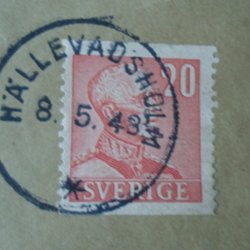 HÄLLEVADSHOLM
8. 5. 43.
20
SVERIGE